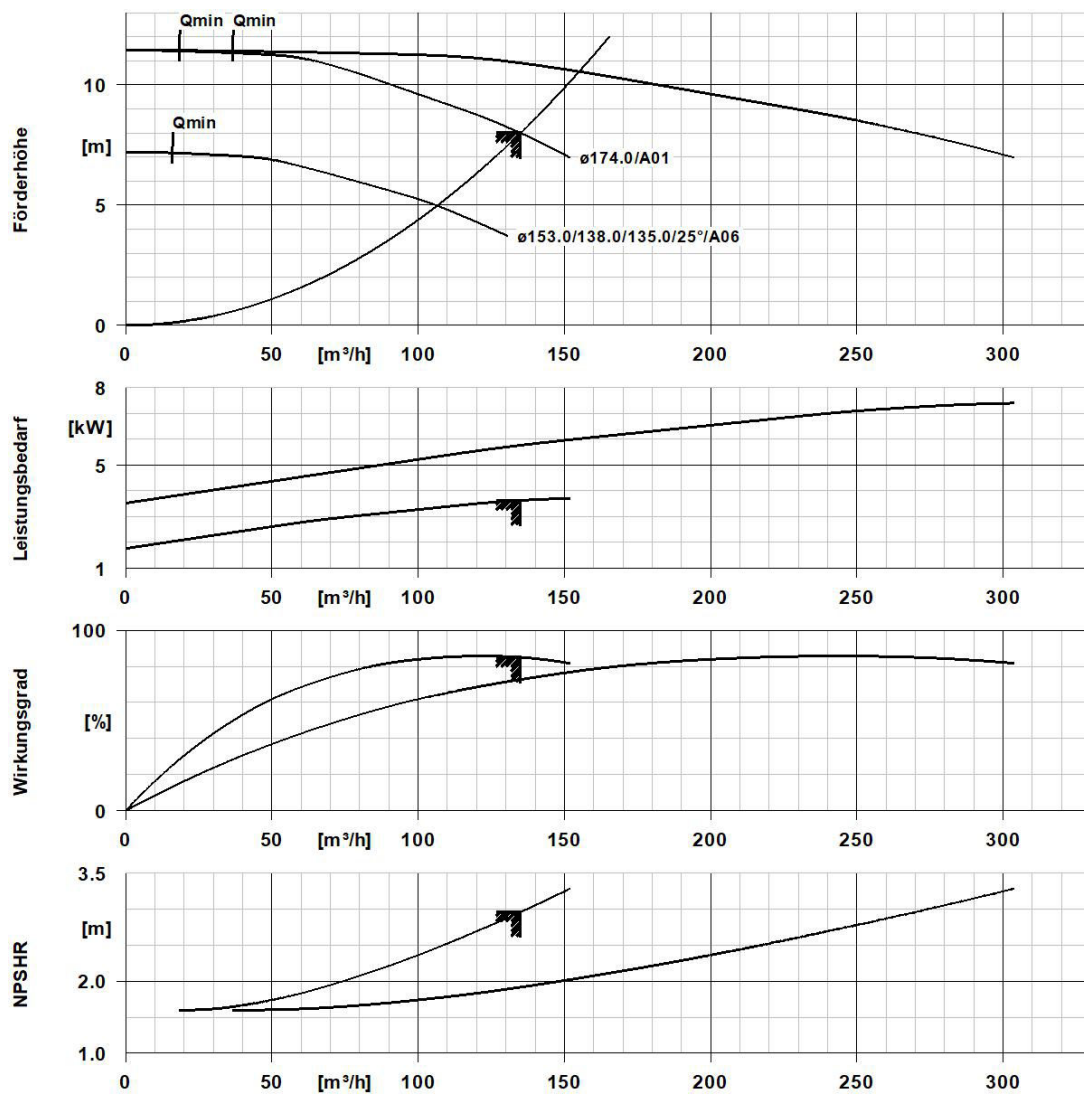 Qmin Qmin
10
[m]
Qmin
ø174.0/A01
5
ø153.0/138.0/135.0/25°/A06
0
Förderhöhe
0 50 [m³/h] 100 150 200 250 300
8
[kW]
5
1
Leistungsbedarf
0 50 [m³/h] 100 150 200 250 300
100
[%]
0
Wirkungsgrad
0 50 [m³/h] 100 150 200 250 300
3.5
[m]
2.0
1.0
NPSHR
0 50 [m³/h] 100 150 200 250 300